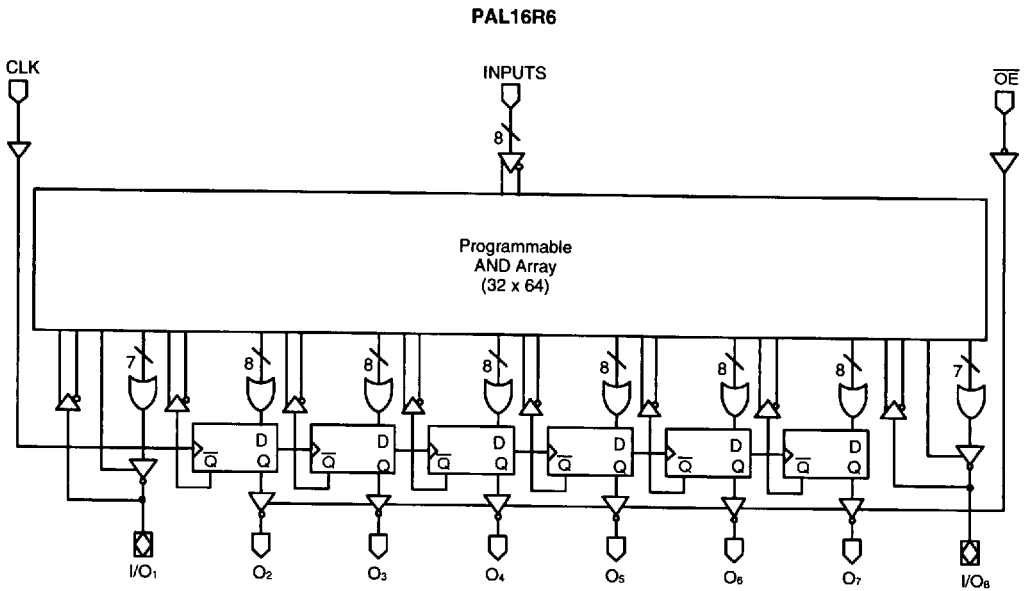 PAL16R6
CLK
INPUTS
OE
8
Programmable
AND Array
(32 x 64)
7 8 8 8 8 8 8 7
D D D D D D
Q Q Q Q Q Q
Q Q Q Q Q Q
I/O1 O2 O3 O4 O5 O6 O7 I/O8